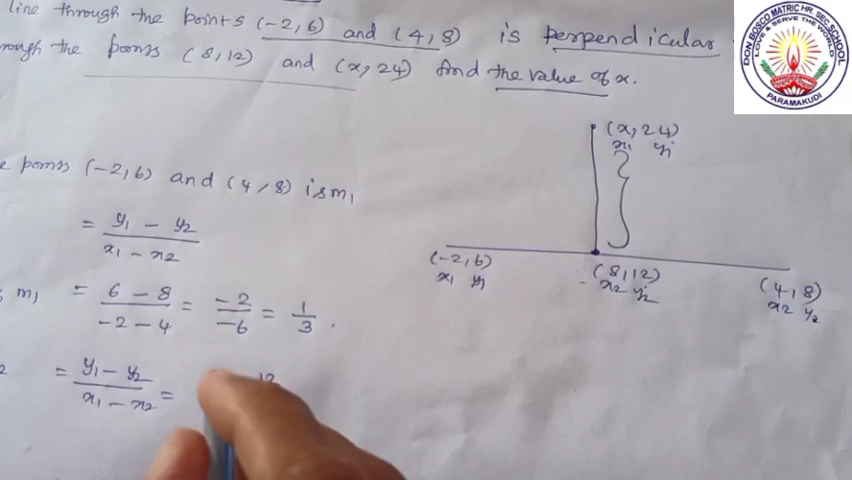 line through the points (-2,6) and (4,8) is perpendicular
through the points (8,12) and (x,24) find the value of x.
DON BOSCO MATRIC HR. SEC. SCHOOL
LOVE & SERVE THE WORLD
PARAMAKUDI
(x,24)
x1 y1
points (-2,6) and (4,8) is m1
= y1 - y2 / x1 - x2
(-2,6)
x1 y1
(8,12)
x2 y2
(4,8)
x2 y2
m1 = 6 - 8 / -2 - 4 = -2 / -6 = 1 / 3 .
2 = y1 - y2 / x1 - x2 = 12